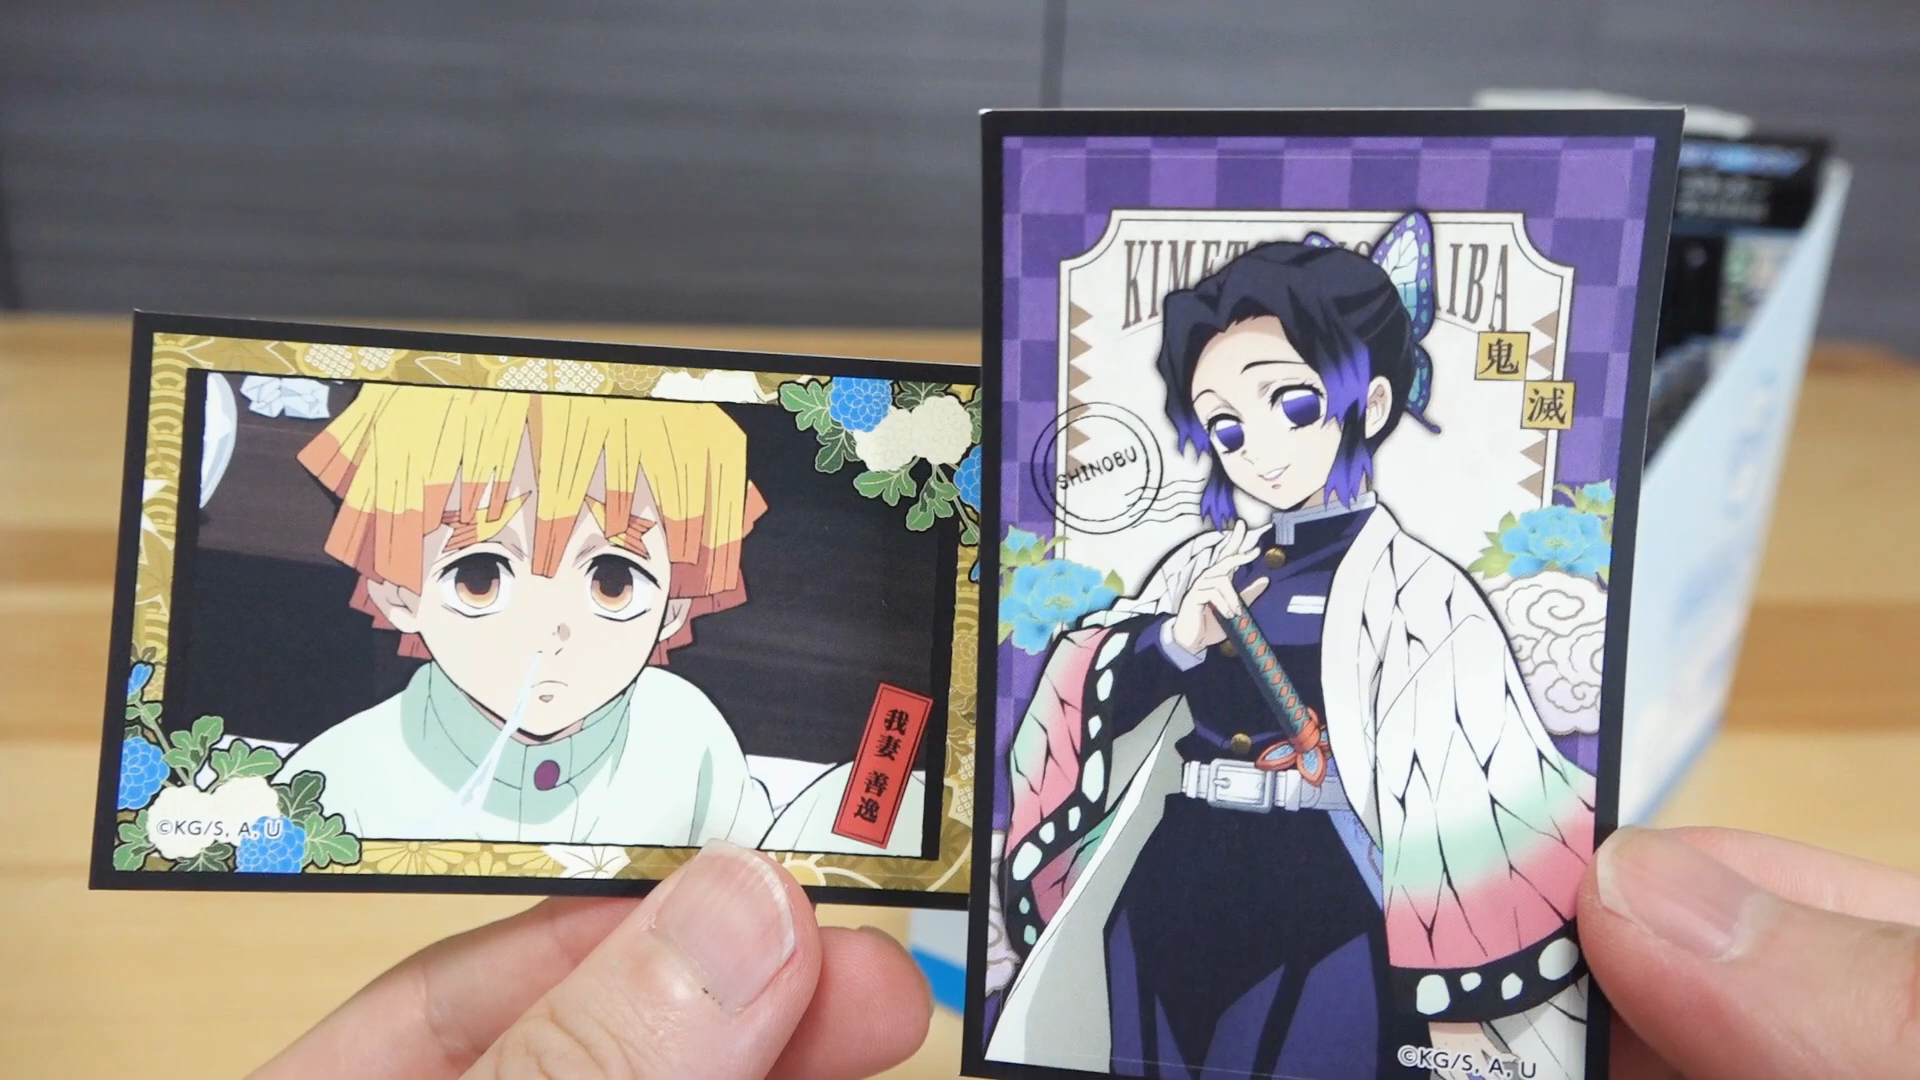 我妻 善逸
©KG/S, A, U
KIMET
IBA
鬼
滅
SHINOBU
©KG/S, A, U